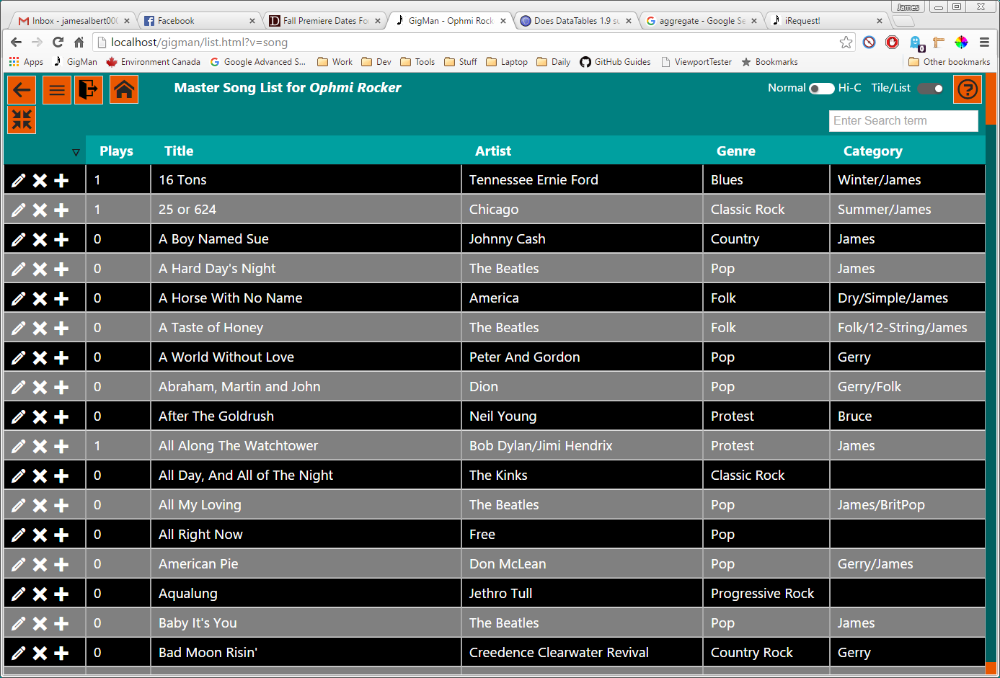 James
Inbox - jamesalbert000 Facebook Fall Premiere Dates For GigMan - Ophmi Rock Does DataTables 1.9 su aggregate - Google Se iRequest!
localhost/gigman/list.html?v=song 0
Apps GigMan Environment Canada Google Advanced S... Work Dev Tools Stuff Laptop Daily GitHub Guides ViewportTester Bookmarks Other bookmarks
Master Song List for Ophmi Rocker Normal Hi-C Tile/List ?
Enter Search term
Plays Title Artist Genre Category
1 16 Tons Tennessee Ernie Ford Blues Winter/James
1 25 or 624 Chicago Classic Rock Summer/James
0 A Boy Named Sue Johnny Cash Country James
0 A Hard Day's Night The Beatles Pop James
0 A Horse With No Name America Folk Dry/Simple/James
0 A Taste of Honey The Beatles Folk Folk/12-String/James
0 A World Without Love Peter And Gordon Pop Gerry
0 Abraham, Martin and John Dion Pop Gerry/Folk
0 After The Goldrush Neil Young Protest Bruce
1 All Along The Watchtower Bob Dylan/Jimi Hendrix Protest James
0 All Day, And All of The Night The Kinks Classic Rock
0 All My Loving The Beatles Pop James/BritPop
0 All Right Now Free Pop
0 American Pie Don McLean Pop Gerry/James
0 Aqualung Jethro Tull Progressive Rock
0 Baby It's You The Beatles Pop James
0 Bad Moon Risin' Creedence Clearwater Revival Country Rock Gerry